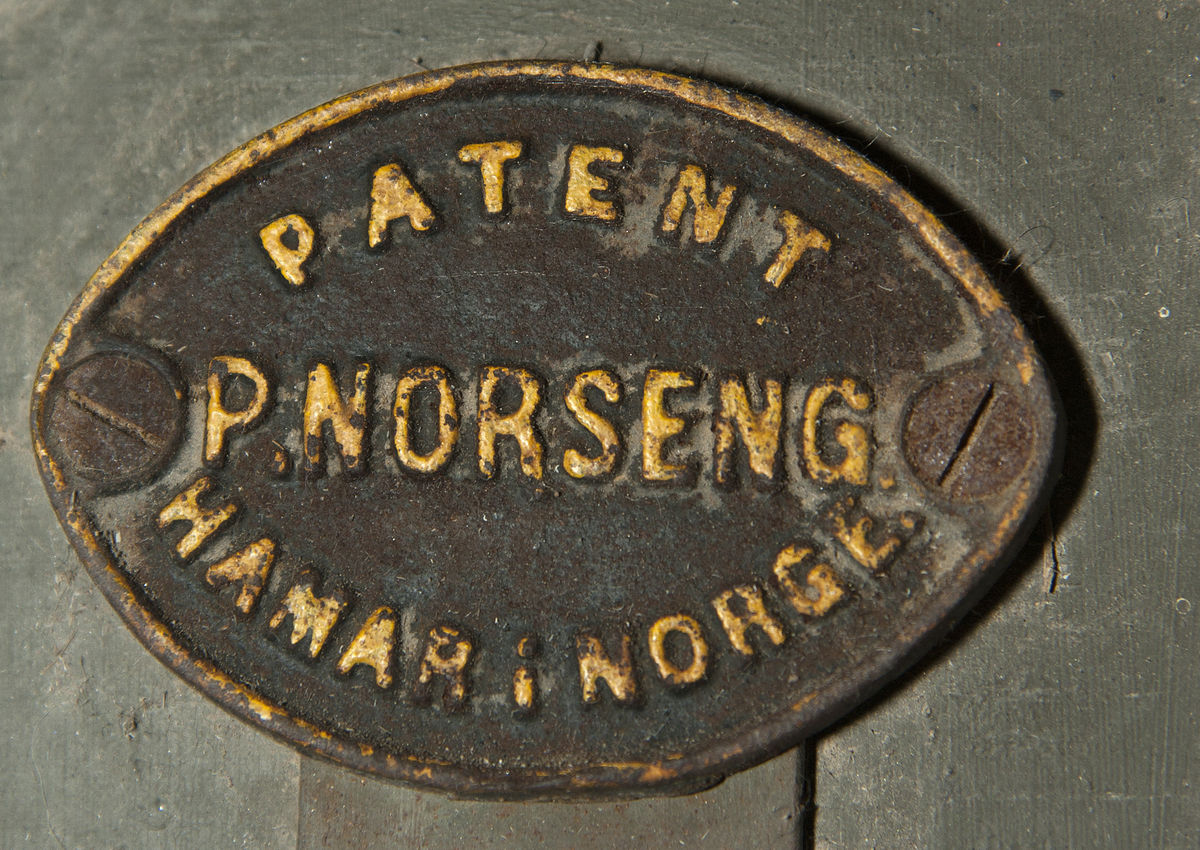 PATENT
P. NORSENG.
HAMAR i NORGE.